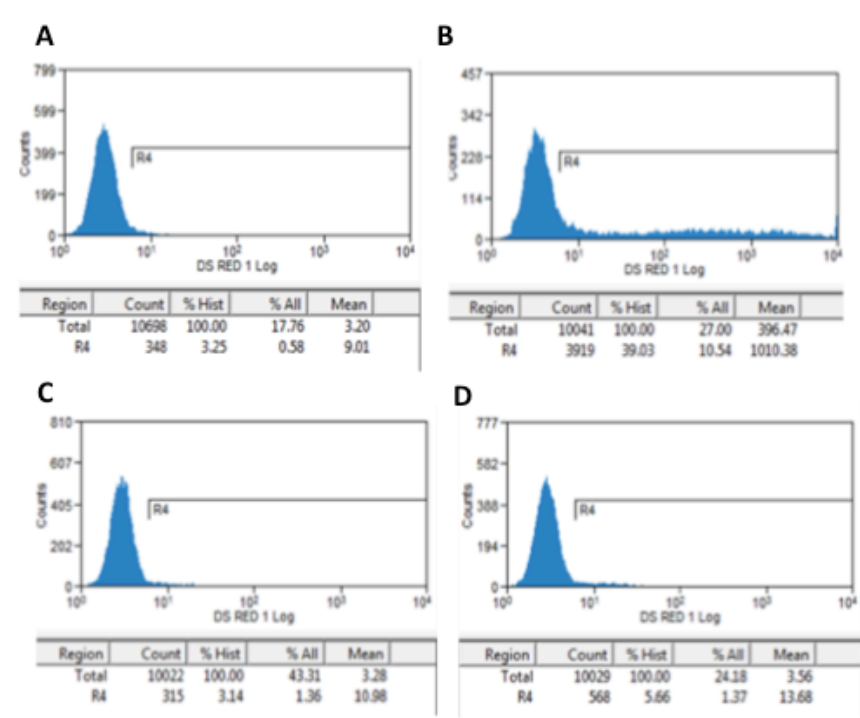 A
799
599
399
199
0
Counts
R4
10⁰ 10¹ 10² 10³ 10⁴
DS RED 1 Log
Region Count % Hist % All Mean
Total 10698 100.00 17.76 3.20
R4 348 3.25 0.58 9.01
B
457
342
228
114
0
Counts
R4
10⁰ 10¹ 10² 10³ 10⁴
DS RED 1 Log
Region Count % Hist % All Mean
Total 10041 100.00 27.00 396.47
R4 3919 39.03 10.54 1010.38
C
810
607
405
202
0
Counts
R4
10⁰ 10¹ 10² 10³ 10⁴
DS RED 1 Log
Region Count % Hist % All Mean
Total 10022 100.00 43.31 3.28
R4 315 3.14 1.36 10.98
D
777
582
388
194
0
Counts
R4
10⁰ 10¹ 10² 10³ 10⁴
DS RED 1 Log
Region Count % Hist % All Mean
Total 10029 100.00 24.18 3.56
R4 568 5.66 1.37 13.68